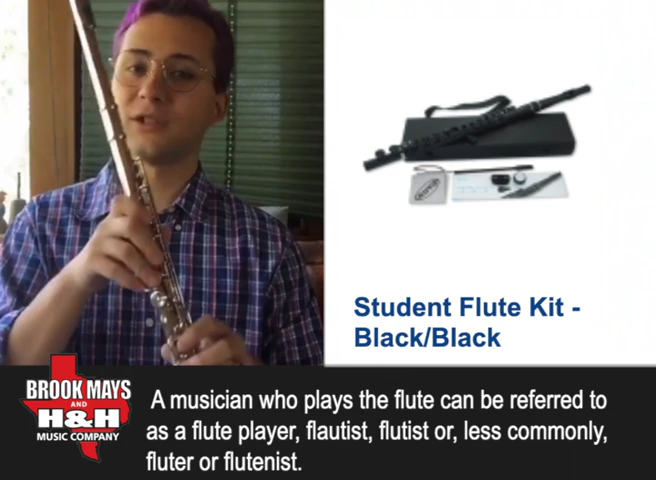 Student Flute Kit -
Black/Black
BROOK MAYS
AND
H&H
MUSIC COMPANY
A musician who plays the flute can be referred to
as a flute player, flautist, flutist or, less commonly,
fluter or flutenist.